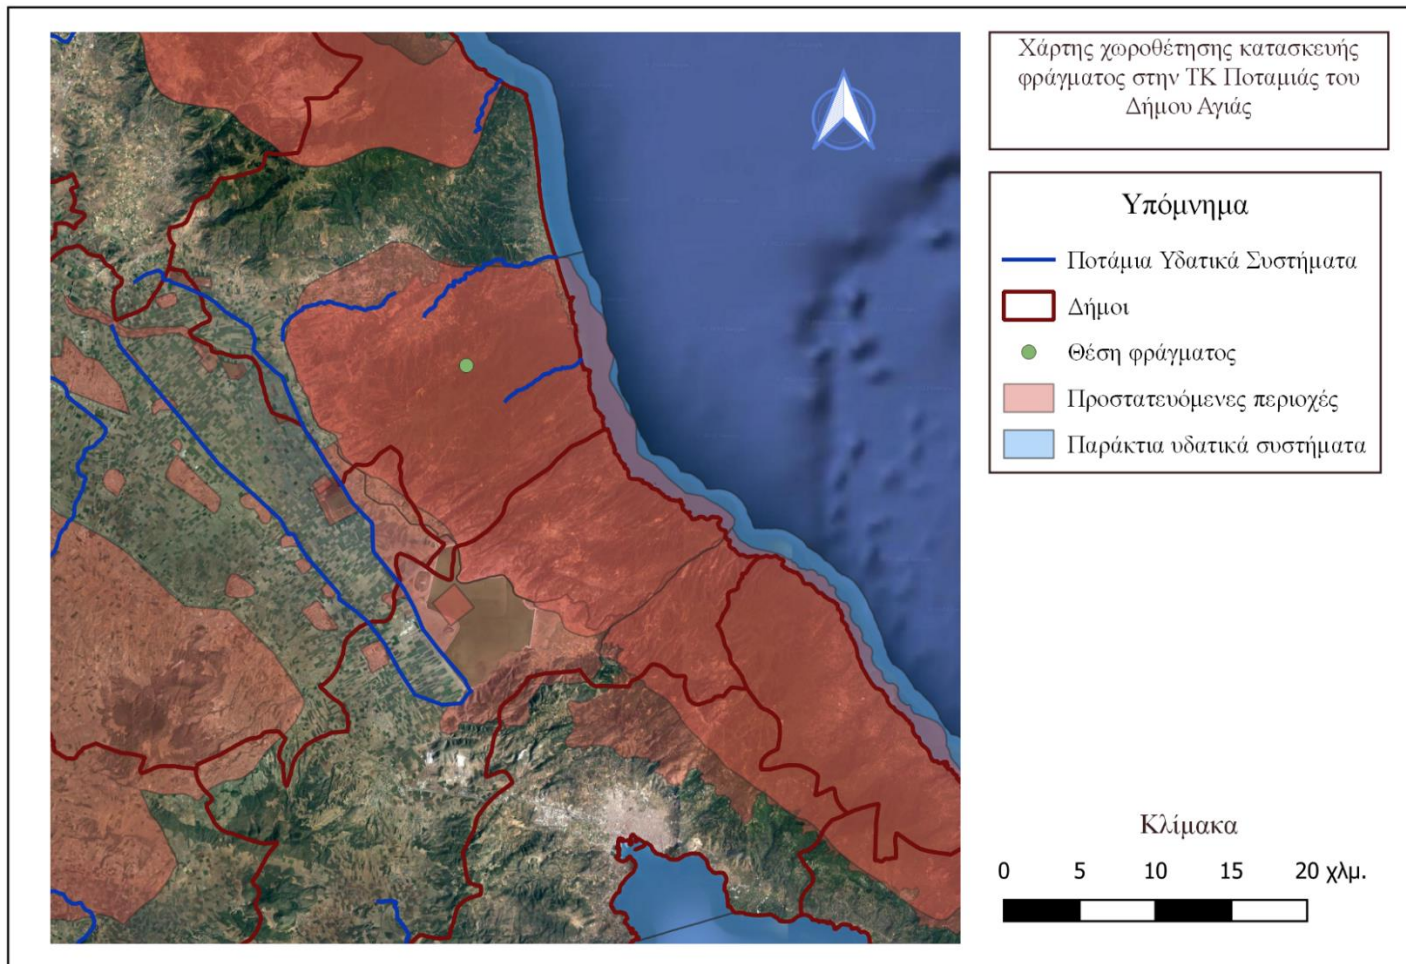 Χάρτης χωροθέτησης κατασκευής
φράγματος στην ΤΚ Ποταμιάς του
Δήμου Αγιάς
Υπόμνημα
Ποτάμια Υδατικά Συστήματα
Δήμοι
Θέση φράγματος
Προστατευόμενες περιοχές
Παράκτια υδατικά συστήματα
Κλίμακα
0 5 10 15 20 χλμ.